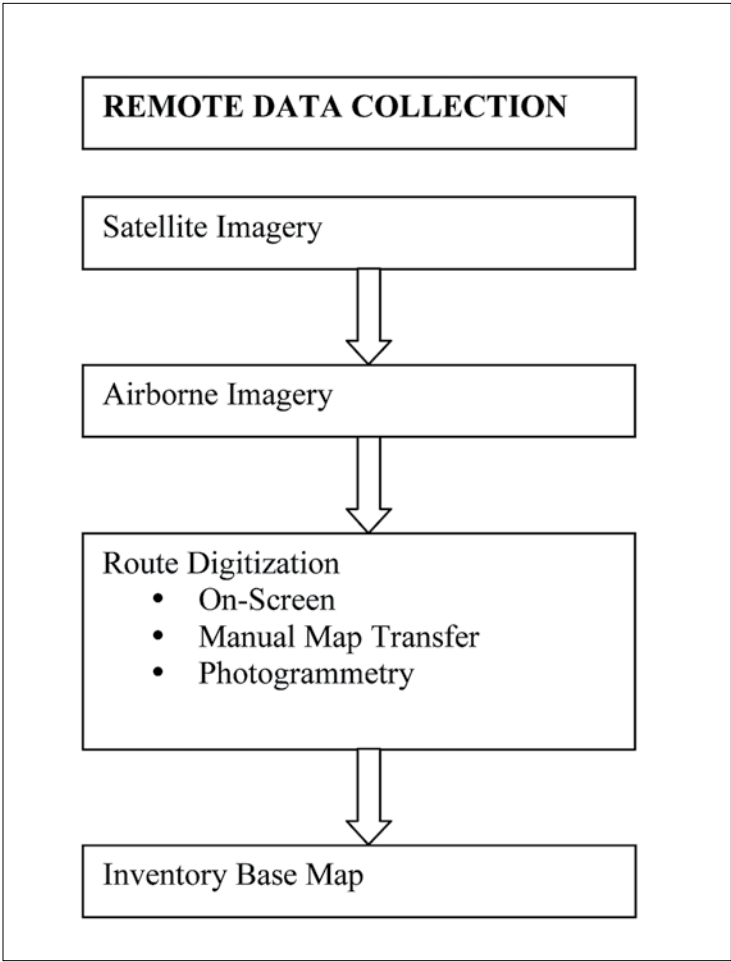 REMOTE DATA COLLECTION
Satellite Imagery
Airborne Imagery
Route Digitization
• On-Screen
• Manual Map Transfer
• Photogrammetry
Inventory Base Map